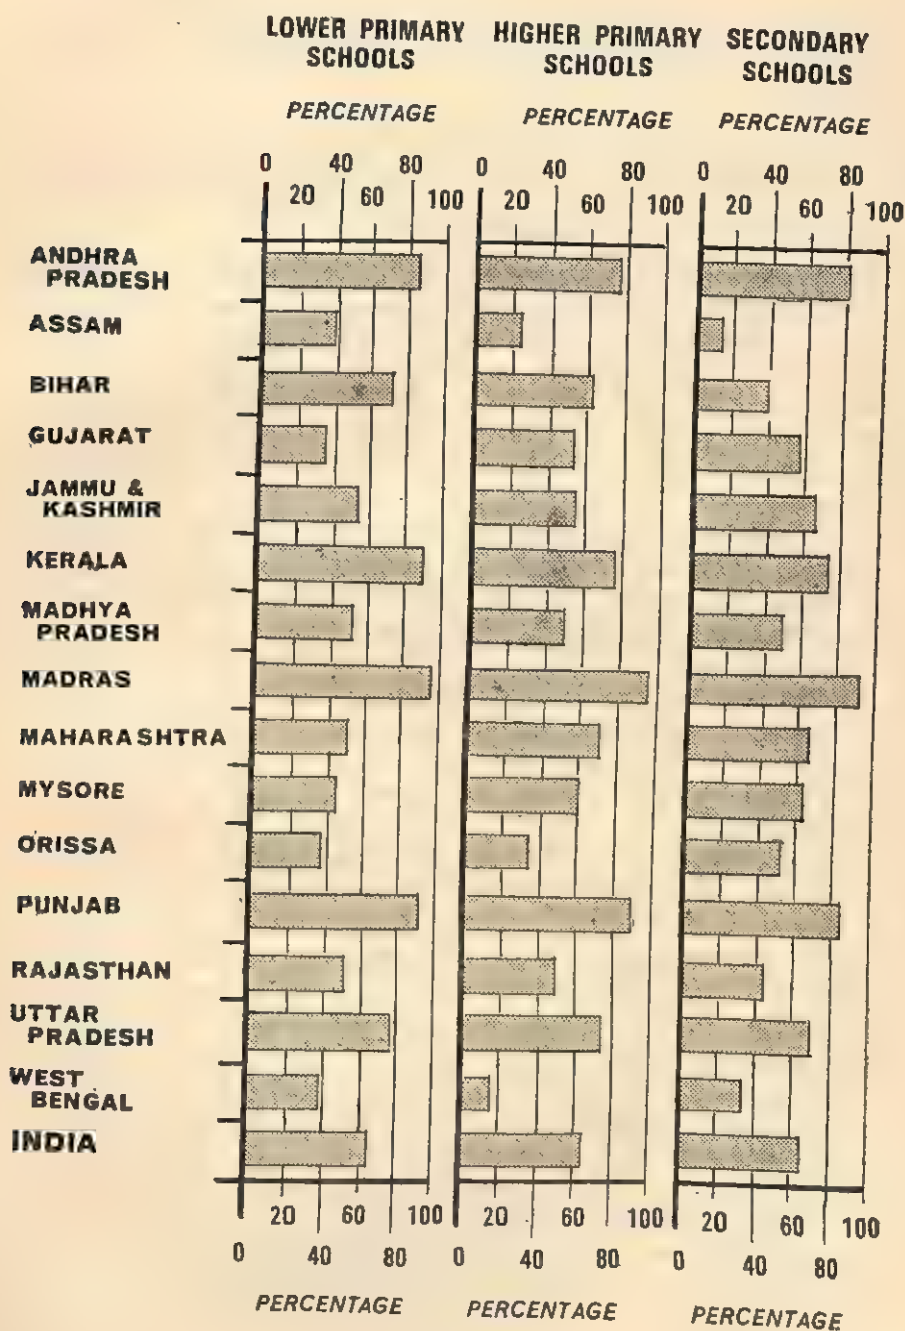 LOWER PRIMARY
SCHOOLS
HIGHER PRIMARY
SCHOOLS
SECONDARY
SCHOOLS
PERCENTAGE
PERCENTAGE
PERCENTAGE
0 40 80
20 60 100
0 40 80
20 60 100
0 40 80
20 60 100
ANDHRA
PRADESH
ASSAM
BIHAR
GUJARAT
JAMMU &
KASHMIR
KERALA
MADHYA
PRADESH
MADRAS
MAHARASHTRA
MYSORE
ORISSA
PUNJAB
RAJASTHAN
UTTAR
PRADESH
WEST
BENGAL
INDIA
20 60 100
0 40 80
20 60 100
0 40 80
20 60 100
0 40 80
PERCENTAGE
PERCENTAGE
PERCENTAGE